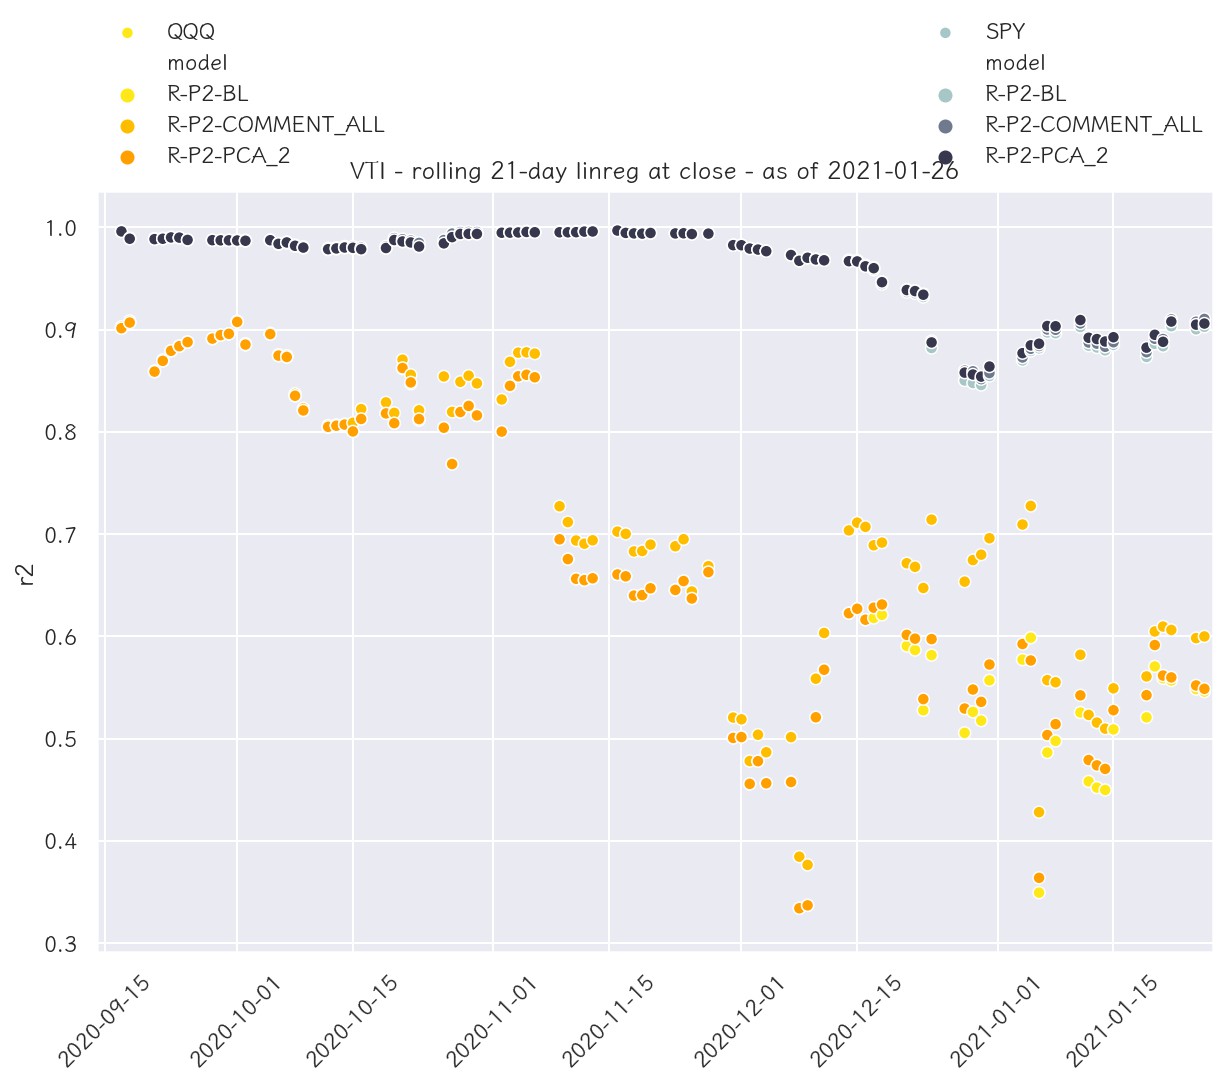 QQQ
model
R-P2-BL
R-P2-COMMENT_ALL
R-P2-PCA_2
SPY
model
R-P2-BL
R-P2-COMMENT_ALL
R-P2-PCA_2
VTI - rolling 21-day linreg at close - as of 2021-01-26
1.0
0.9
0.8
0.7
0.6
0.5
0.4
0.3
r2
2020-09-15
2020-10-01
2020-10-15
2020-11-01
2020-11-15
2020-12-01
2020-12-15
2021-01-01
2021-01-15